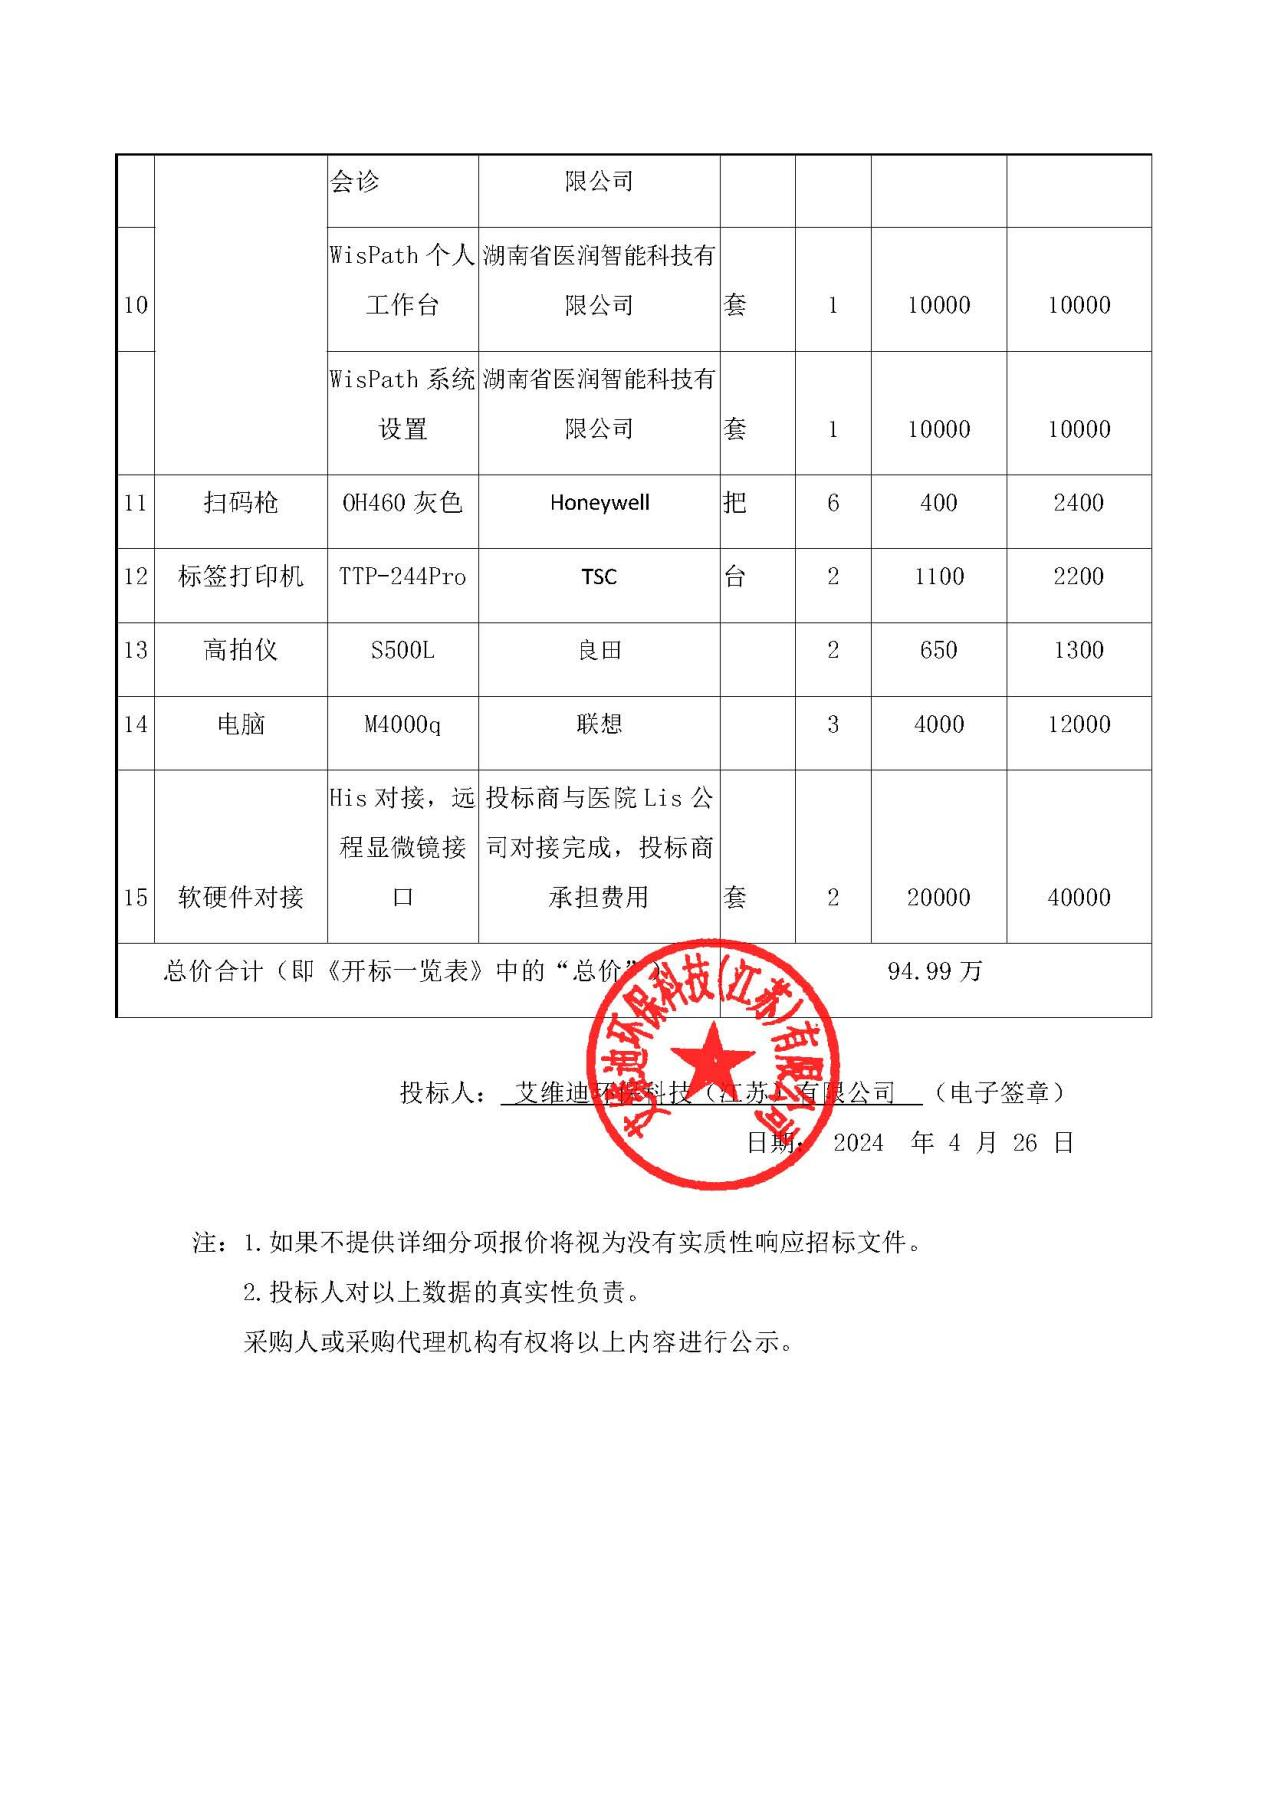 会诊 限公司
WisPath 个人 湖南省医润智能科技有
10 工作台 限公司 套 1 10000 10000
WisPath 系统 湖南省医润智能科技有
设置 限公司 套 1 10000 10000
11 扫码枪 OH460 灰色 Honeywell 把 6 400 2400
12 标签打印机 TTP-244Pro TSC 台 2 1100 2200
13 高拍仪 S500L 良田 2 650 1300
14 电脑 M4000q 联想 3 4000 12000
His 对接，远 投标商与医院 Lis 公
程显微镜接 司对接完成，投标商
15 软硬件对接 口 承担费用 套 2 20000 40000
总价合计（即《开标一览表》中的“总价”） 94.99 万
艾维迪环保科技(江苏)有限公司
投标人： 艾维迪环保科技（江苏）有限公司 （电子签章）
日期： 2024 年 4 月 26 日
注：1.如果不提供详细分项报价将视为没有实质性响应招标文件。
2.投标人对以上数据的真实性负责。
采购人或采购代理机构有权将以上内容进行公示。